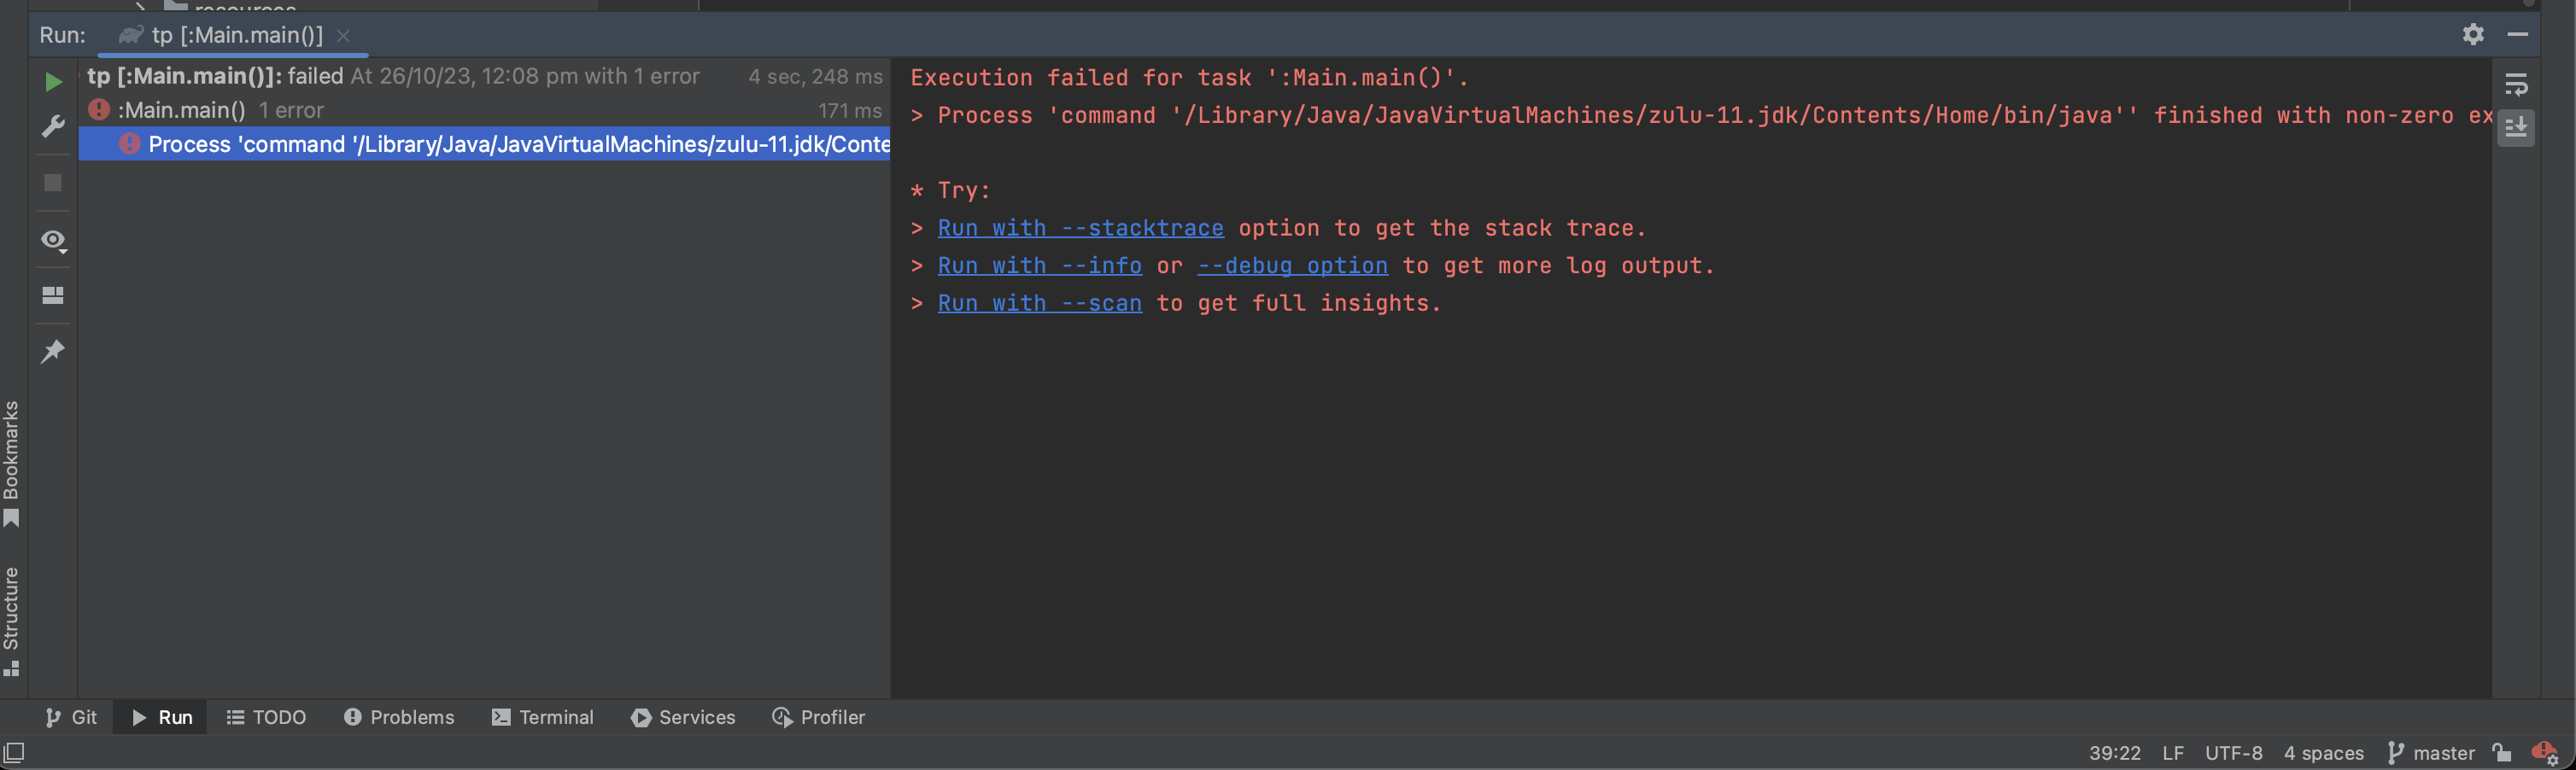 resources
Run:
tp [:Main.main()]
tp [:Main.main()]: failed At 26/10/23, 12:08 pm with 1 error
4 sec, 248 ms
:Main.main() 1 error
171 ms
Process 'command '/Library/Java/JavaVirtualMachines/zulu-11.jdk/Conte
Execution failed for task ':Main.main()'.
> Process 'command '/Library/Java/JavaVirtualMachines/zulu-11.jdk/Contents/Home/bin/java'' finished with non-zero ex
* Try:
> Run with --stacktrace option to get the stack trace.
> Run with --info or --debug option to get more log output.
> Run with --scan to get full insights.
Bookmarks
Structure
Git
Run
TODO
Problems
Terminal
Services
Profiler
39:22
LF
UTF-8
4 spaces
master